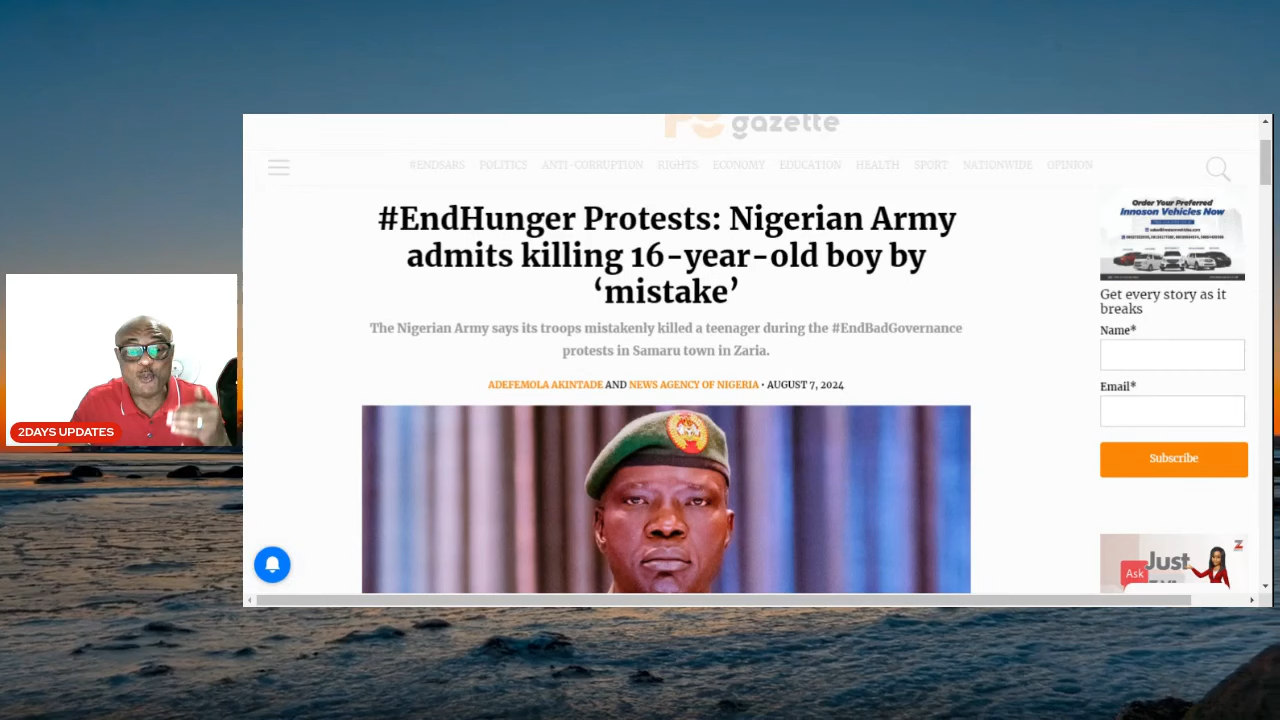 gazette
#ENDSARS POLITICS ANTI-CORRUPTION RIGHTS ECONOMY EDUCATION HEALTH SPORT NATIONWIDE OPINION
#EndHunger Protests: Nigerian Army
admits killing 16-year-old boy by
‘mistake’
The Nigerian Army says its troops mistakenly killed a teenager during the #EndBadGovernance
protests in Samaru town in Zaria.
ADEFEMOLA AKINTADE AND NEWS AGENCY OF NIGERIA • AUGUST 7, 2024
Order Your Preferred
Innoson Vehicles Now
Get every story as it
breaks
Name*
Email*
Subscribe
Just
Ask
Z
2DAYS UPDATES